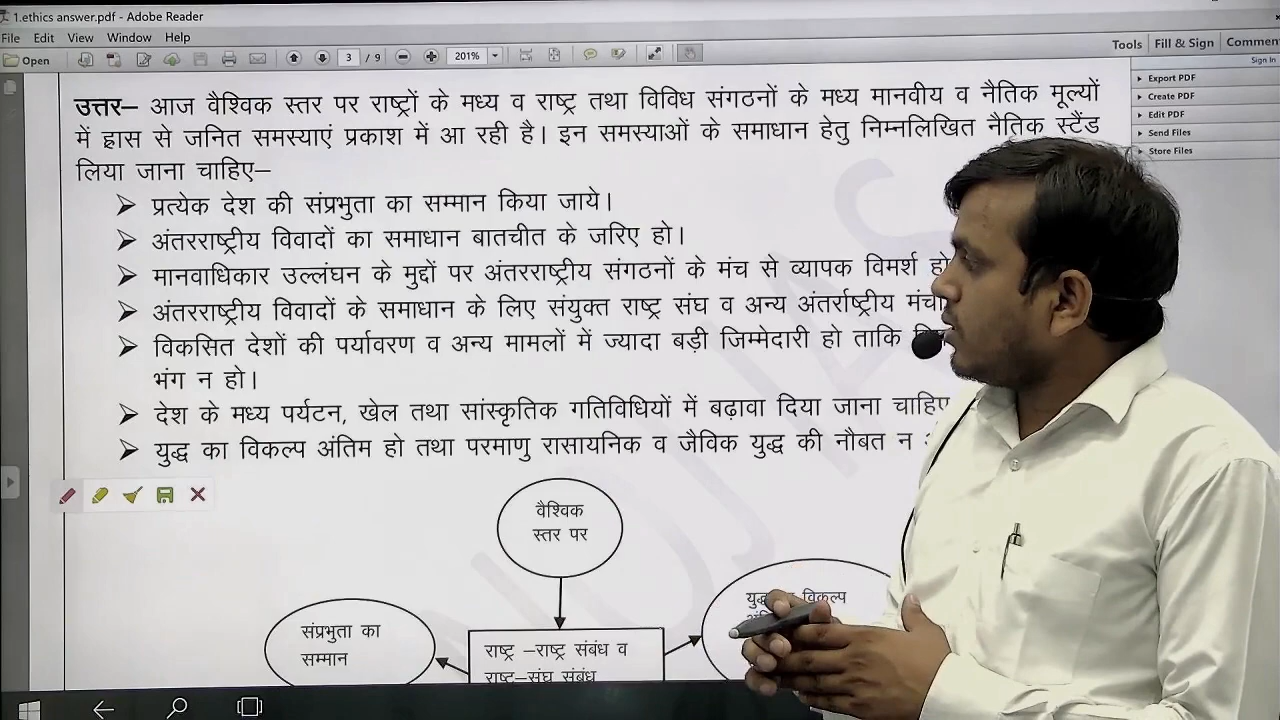 1.ethics answer.pdf - Adobe Reader
File Edit View Window Help
Open 3 / 9 201% Tools Fill & Sign Commen
Sign In
Export PDF
Create PDF
Edit PDF
Send Files
Store Files
उत्तर– आज वैश्विक स्तर पर राष्ट्रों के मध्य व राष्ट्र तथा विविध संगठनों के मध्य मानवीय व नैतिक मूल्यों
में ह्रास से जनित समस्याएं प्रकाश में आ रही है। इन समस्याओं के समाधान हेतु निम्नलिखित नैतिक स्टैंड
लिया जाना चाहिए–
➢ प्रत्येक देश की संप्रभुता का सम्मान किया जाये।
➢ अंतरराष्ट्रीय विवादों का समाधान बातचीत के जरिए हो।
➢ मानवाधिकार उल्लंघन के मुद्दों पर अंतरराष्ट्रीय संगठनों के मंच से व्यापक विमर्श हो
➢ अंतरराष्ट्रीय विवादों के समाधान के लिए संयुक्त राष्ट्र संघ व अन्य अंतर्राष्ट्रीय
➢ विकसित देशों की पर्यावरण व अन्य मामलों में ज्यादा बड़ी जिम्मेदारी हो ताकि
भंग न हो।
➢ देश के मध्य पर्यटन, खेल तथा सांस्कृतिक गतिविधियों में बढ़ावा दिया जाना
➢ युद्ध का विकल्प अंतिम हो तथा परमाणु रासायनिक व जैविक युद्ध की नौबत न
वैश्विक
स्तर पर
संप्रभुता का
सम्मान
राष्ट्र –राष्ट्र संबंध व
राष्ट–संघ संबंध
विकल्प